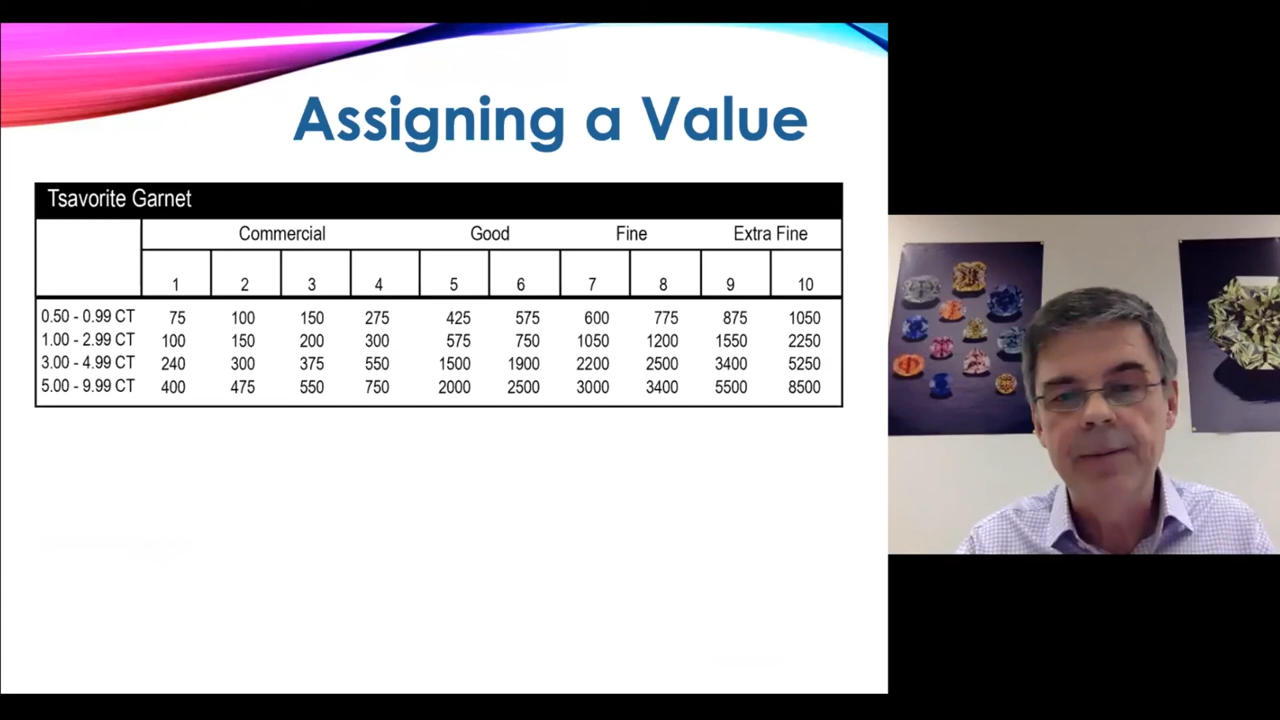 Assigning a Value
Tsavorite Garnet
Commercial Good Fine Extra Fine
1 2 3 4 5 6 7 8 9 10
0.50 - 0.99 CT 75 100 150 275 425 575 600 775 875 1050
1.00 - 2.99 CT 100 150 200 300 575 750 1050 1200 1550 2250
3.00 - 4.99 CT 240 300 375 550 1500 1900 2200 2500 3400 5250
5.00 - 9.99 CT 400 475 550 750 2000 2500 3000 3400 5500 8500